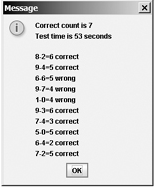 Message
Correct count is 7
Test time is 53 seconds
8-2=6 correct
9-4=5 correct
6-6=5 wrong
9-7=4 wrong
1-0=4 wrong
9-3=6 correct
7-4=3 correct
5-0=5 correct
6-4=2 correct
7-2=5 correct
OK